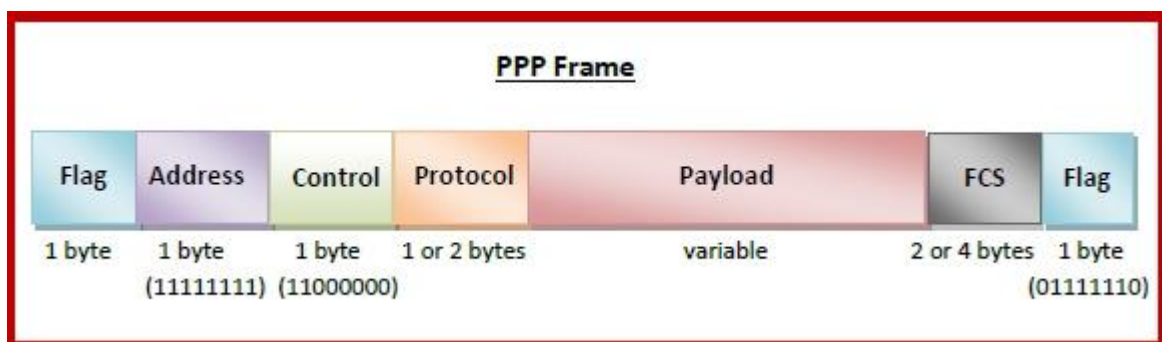 PPP Frame
Flag Address Control Protocol Payload FCS Flag
1 byte 1 byte 1 byte 1 or 2 bytes variable 2 or 4 bytes 1 byte
(11111111) (11000000) (01111110)